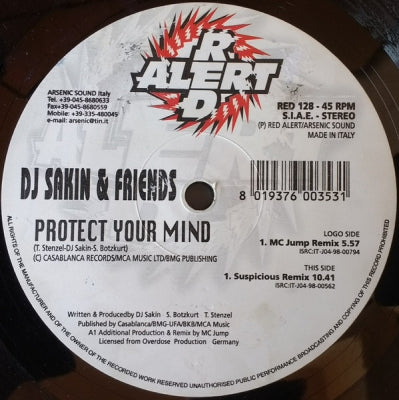 RED
ALERT
ARSENIC SOUND Italy
Tel. +39-045-8680633
Fax+39-045-8680559
Mobile: +39-335-480045
e-mail: arsenic@tin.it
RED 128 - 45 RPM
S.I.A.E. - STEREO
(P) RED ALERT/ARSENIC SOUND
MADE IN ITALY
DJ SAKIN & FRIENDS
8 019376 003531
PROTECT YOUR MIND
(T. Stenzel-DJ Sakin-S. Botzkurt)
(C) CASABLANCA RECORDS/MCA MUSIC LTD/BMG PUBLISHING
LOGO SIDE
1. MC Jump Remix 5.57
ISRC:IT-J04-98-00794
THIS SIDE
1. Suspicious Remix 10.41
ISRC:IT-J04-98-00562
Written & Producedby DJ Sakin S. Botzkurt T. Stenzel
Published by Casablanca/BMG-UFA/BKB/MCA Music
A1 Additional Production & Remix by MC Jump
Licensed from Overdose Production Germany
ALL RIGHTS OF THE MANUFACTURER AND OF THE OWNER OF THE RECORDED WORK RESERVED UNAUTHORISED PUBLIC PERFORMANCE BROADCASTING AND COPYING OF THIS RECORD PROHIBITED